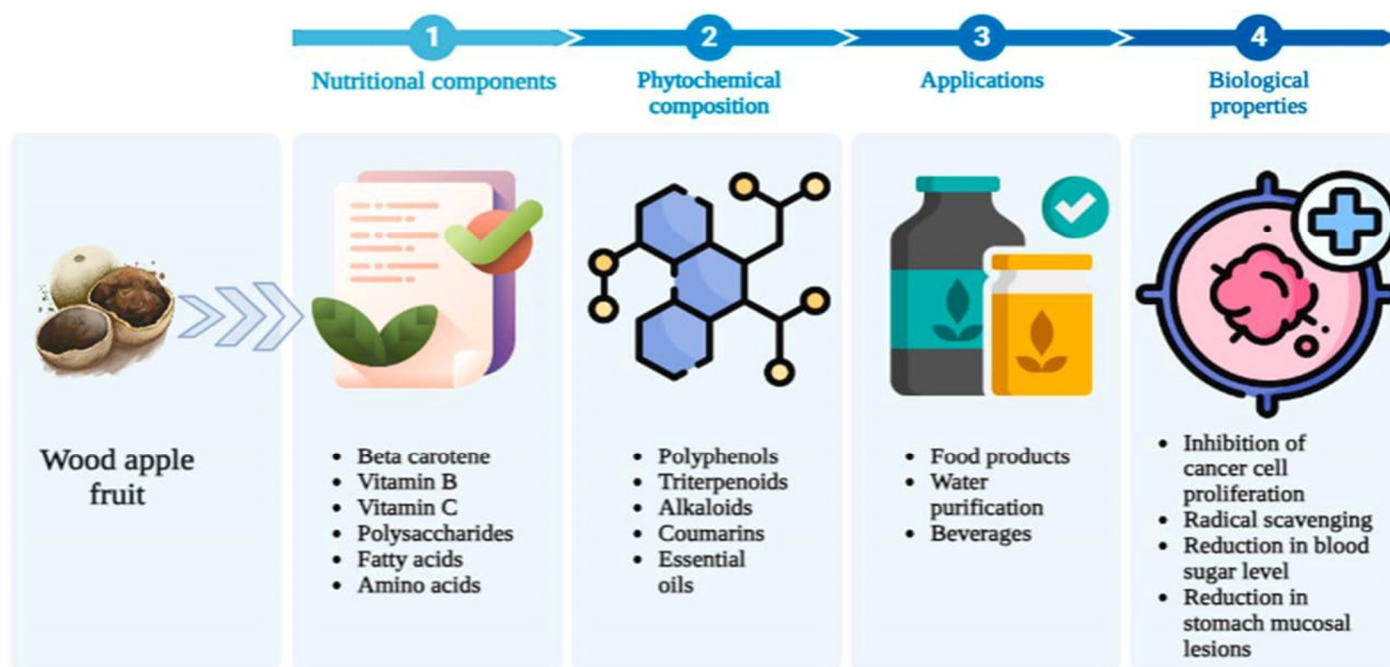 1
Nutritional components
2
Phytochemical
composition
3
Applications
4
Biological
properties
Wood apple
fruit
• Beta carotene
• Vitamin B
• Vitamin C
• Polysaccharides
• Fatty acids
• Amino acids
• Polyphenols
• Triterpenoids
• Alkaloids
• Coumarins
• Essential
oils
• Food products
• Water
purification
• Beverages
• Inhibition of
cancer cell
proliferation
• Radical scavenging
• Reduction in blood
sugar level
• Reduction in
stomach mucosal
lesions